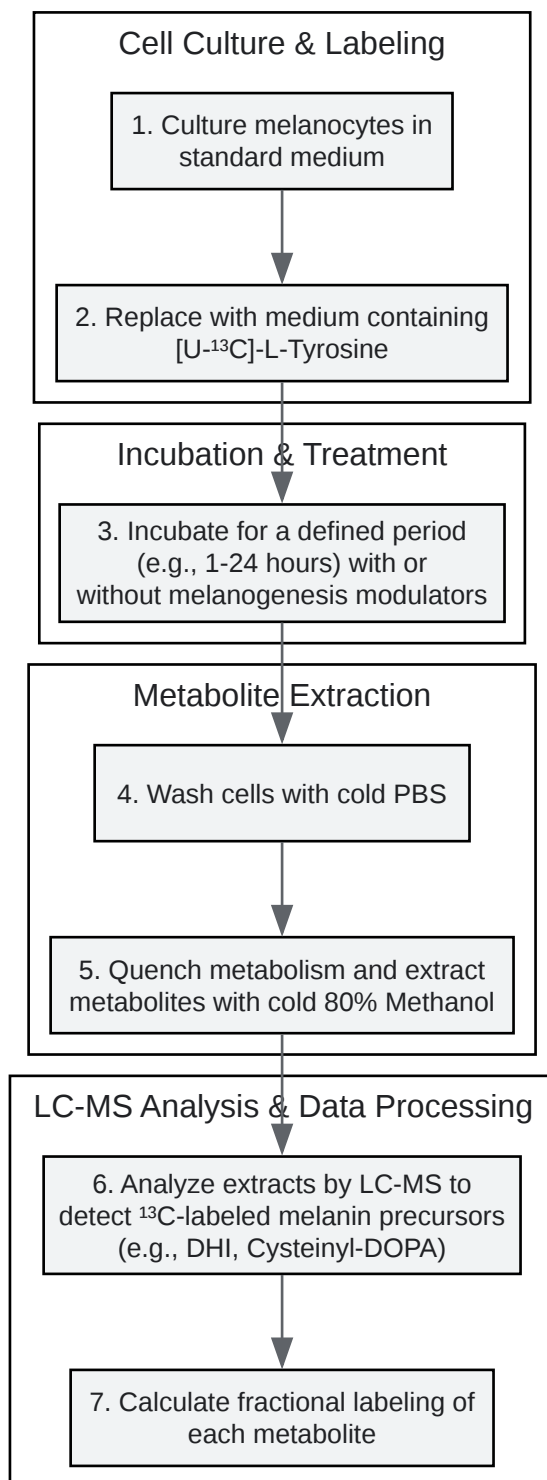 Cell Culture & Labeling
1. Culture melanocytes in
standard medium
2. Replace with medium containing
[U-¹³C]-L-Tyrosine
Incubation & Treatment
3. Incubate for a defined period
(e.g., 1-24 hours) with or
without melanogenesis modulators
Metabolite Extraction
4. Wash cells with cold PBS
5. Quench metabolism and extract
metabolites with cold 80% Methanol
LC-MS Analysis & Data Processing
6. Analyze extracts by LC-MS to
detect ¹³C-labeled melanin precursors
(e.g., DHI, Cysteinyl-DOPA)
7. Calculate fractional labeling of
each metabolite